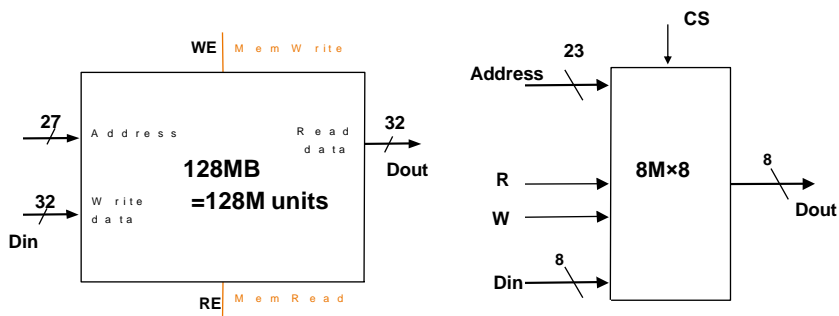 WE MemWrite
27
Address
Read data
32
Dout
128MB
=128M units
32
Write data
Din
RE MemRead
CS
23
Address
R
8M×8
W
8
Dout
8
Din